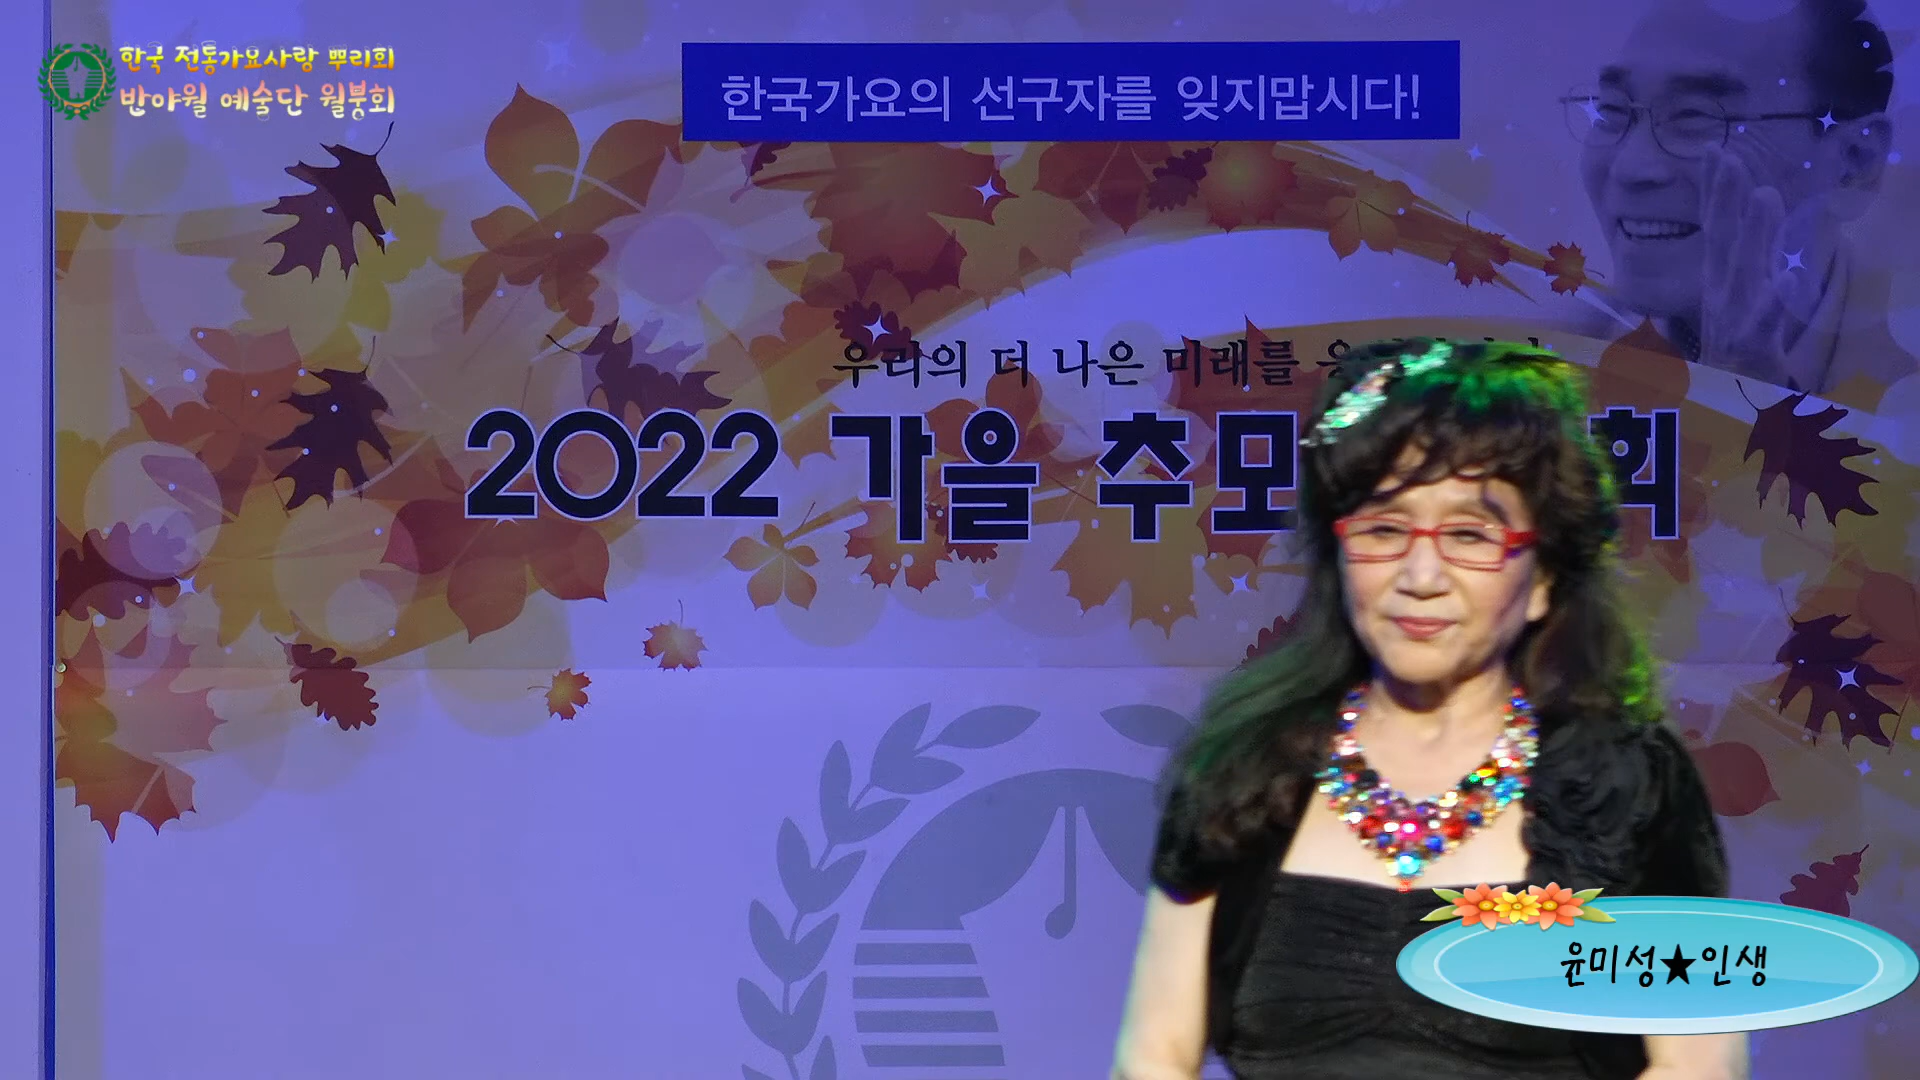 한국 전통가요사랑 뿌리회
반야월 예술단 월붕회
한국가요의 선구자를 잊지맙시다!
우리의 더 나은 미래를
2022 가을 추모 회
윤미성★인생